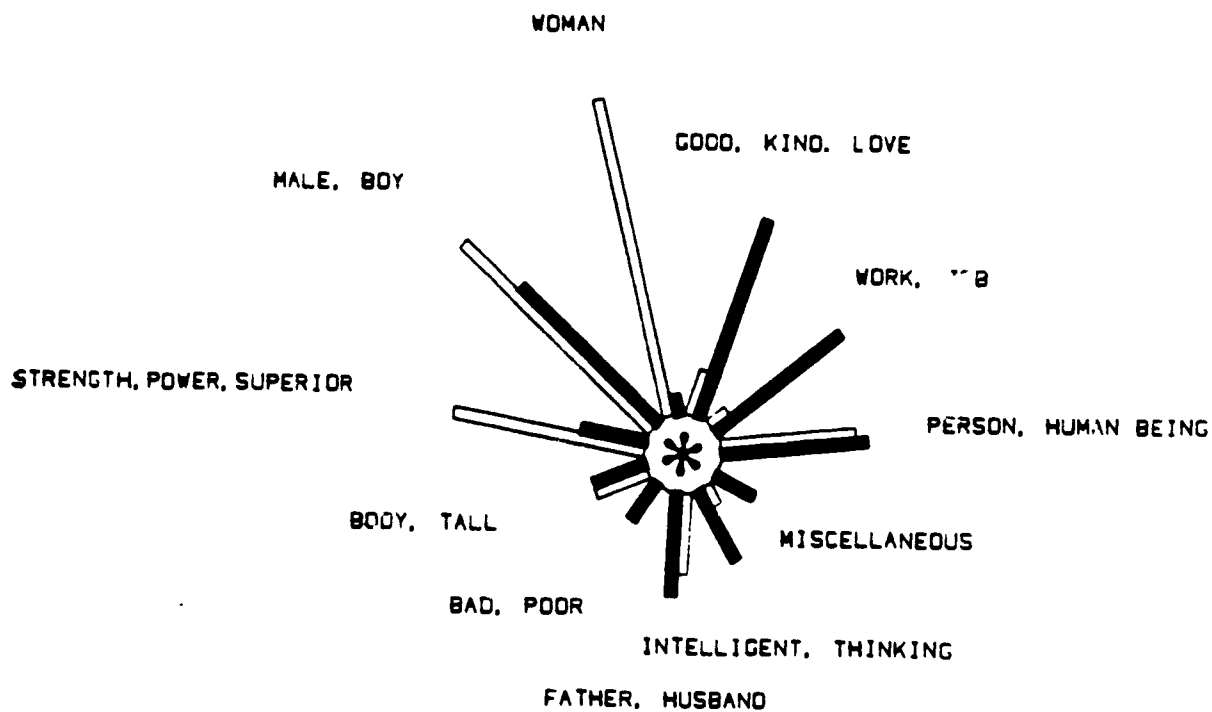 WOMAN
GOOD, KIND. LOVE
MALE, BOY
WORK,
STRENGTH, POWER, SUPERIOR
PERSON, HUMAN BEING
BODY, TALL
MISCELLANEOUS
BAD, POOR
INTELLIGENT, THINKING
FATHER, HUSBAND